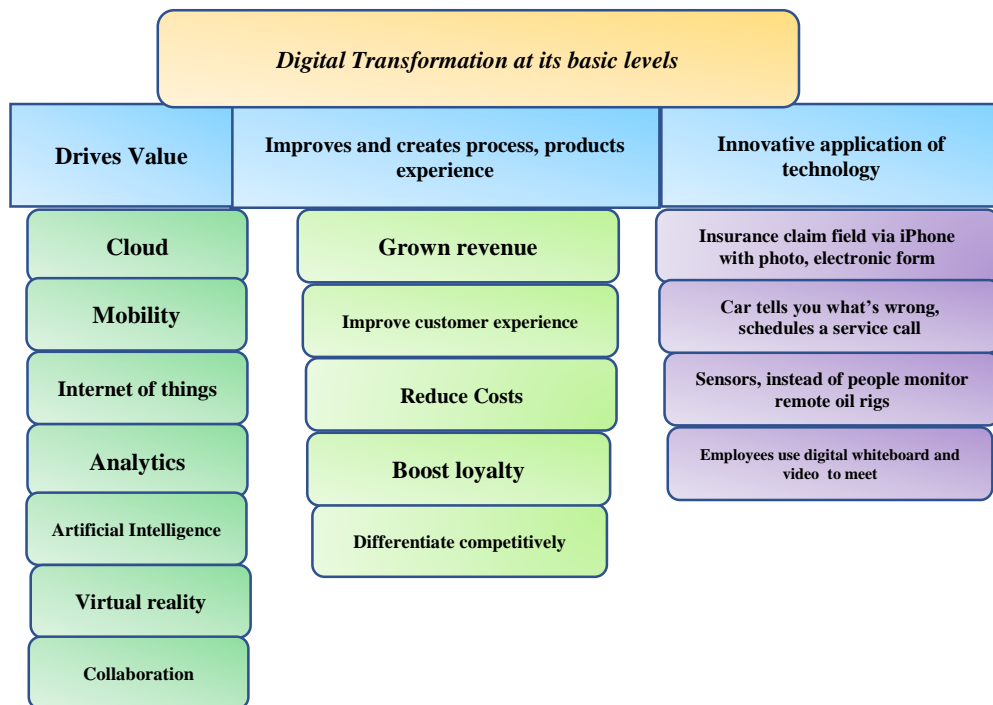 Digital Transformation at its basic levels
Drives Value
Improves and creates process, products
experience
Innovative application of
technology
Cloud
Mobility
Internet of things
Analytics
Artificial Intelligence
Virtual reality
Collaboration
Grown revenue
Improve customer experience
Reduce Costs
Boost loyalty
Differentiate competitively
Insurance claim field via iPhone
with photo, electronic form
Car tells you what’s wrong,
schedules a service call
Sensors, instead of people monitor
remote oil rigs
Employees use digital whiteboard and
video to meet